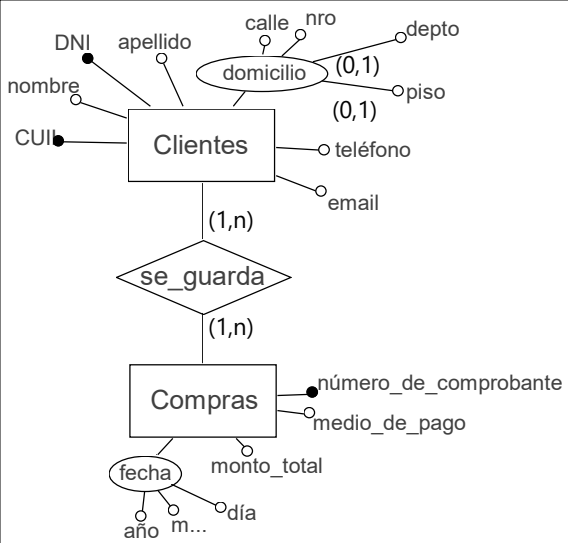 calle
nro
depto
DNI
apellido
domicilio
(0,1)
nombre
piso
(0,1)
CUIL
Clientes
teléfono
email
(1,n)
se_guarda
(1,n)
número_de_comprobante
Compras
medio_de_pago
fecha
monto_total
año
m...
día